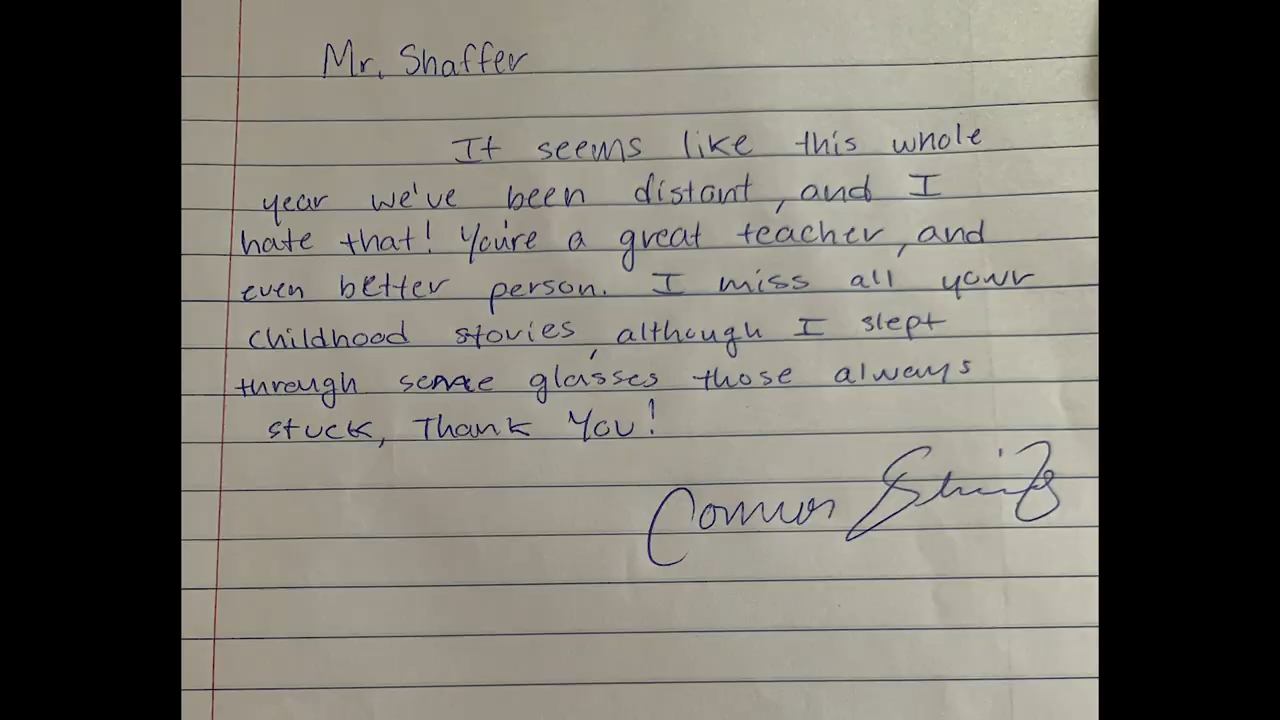 Mr. Shaffer
It seems like this whole
year we've been distant, and I
hate that! You're a great teacher, and
even better person. I miss all your
childhood stories, although I slept
through some glasses those always
stuck, Thank You!
Connor